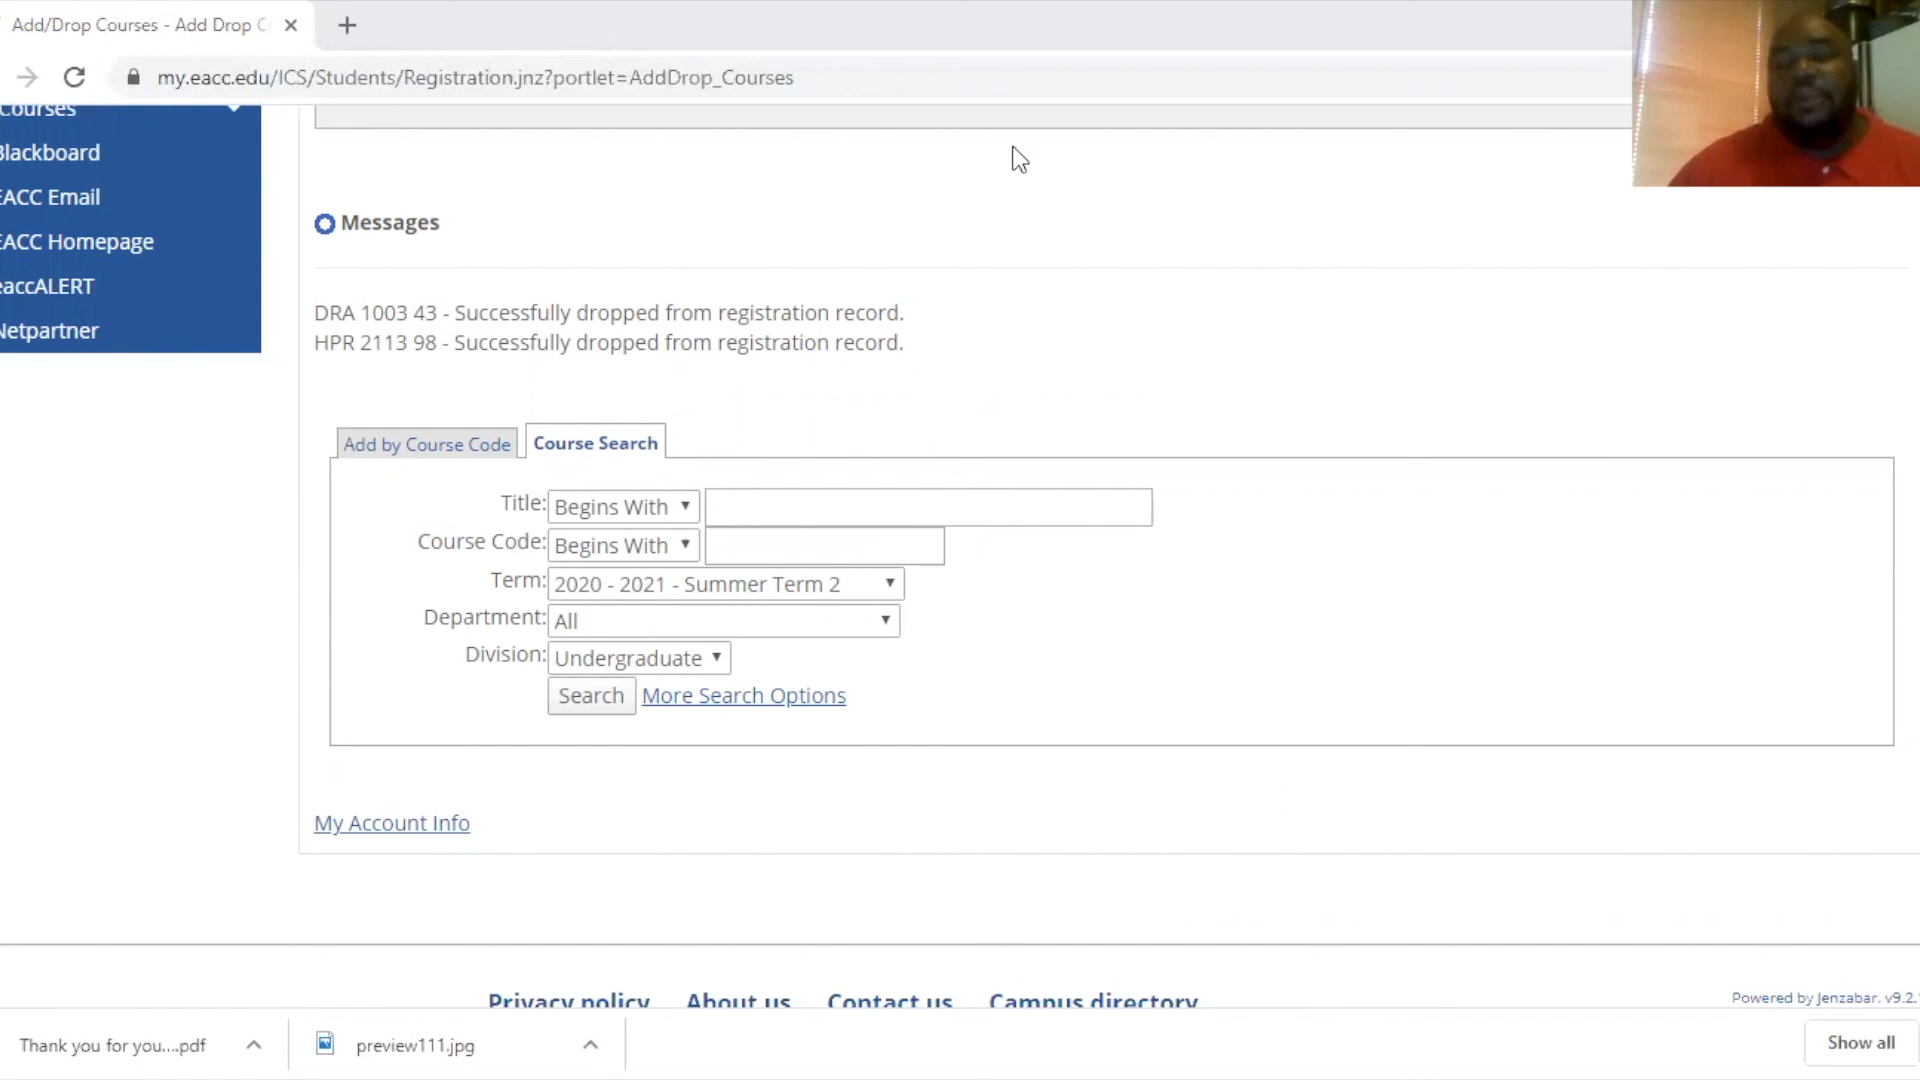 Add/Drop Courses - Add Drop C
my.eacc.edu/ICS/Students/Registration.jnz?portlet=AddDrop_Courses
Courses
Blackboard
EACC Email
EACC Homepage
eaccALERT
Netpartner
Messages
DRA 1003 43 - Successfully dropped from registration record.
HPR 2113 98 - Successfully dropped from registration record.
Add by Course Code Course Search
Title: Begins With
Course Code: Begins With
Term: 2020 - 2021 - Summer Term 2
Department: All
Division: Undergraduate
Search More Search Options
My Account Info
Privacy policy About us Contact us Campus directory
Powered by Jenzabar. v9.2.
Thank you for you....pdf preview111.jpg Show all